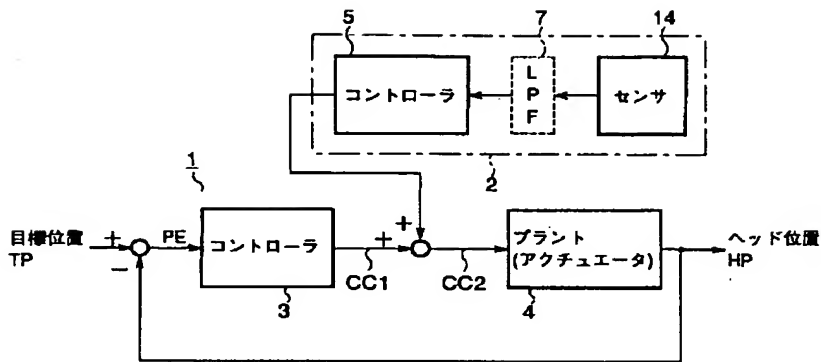 5
7
14
コントローラ
L
P
F
センサ
2
1
目標位置
TP
+
−
PE
コントローラ
3
CC1
+
+
CC2
プラント
(アクチュエータ)
4
ヘッド位置
HP